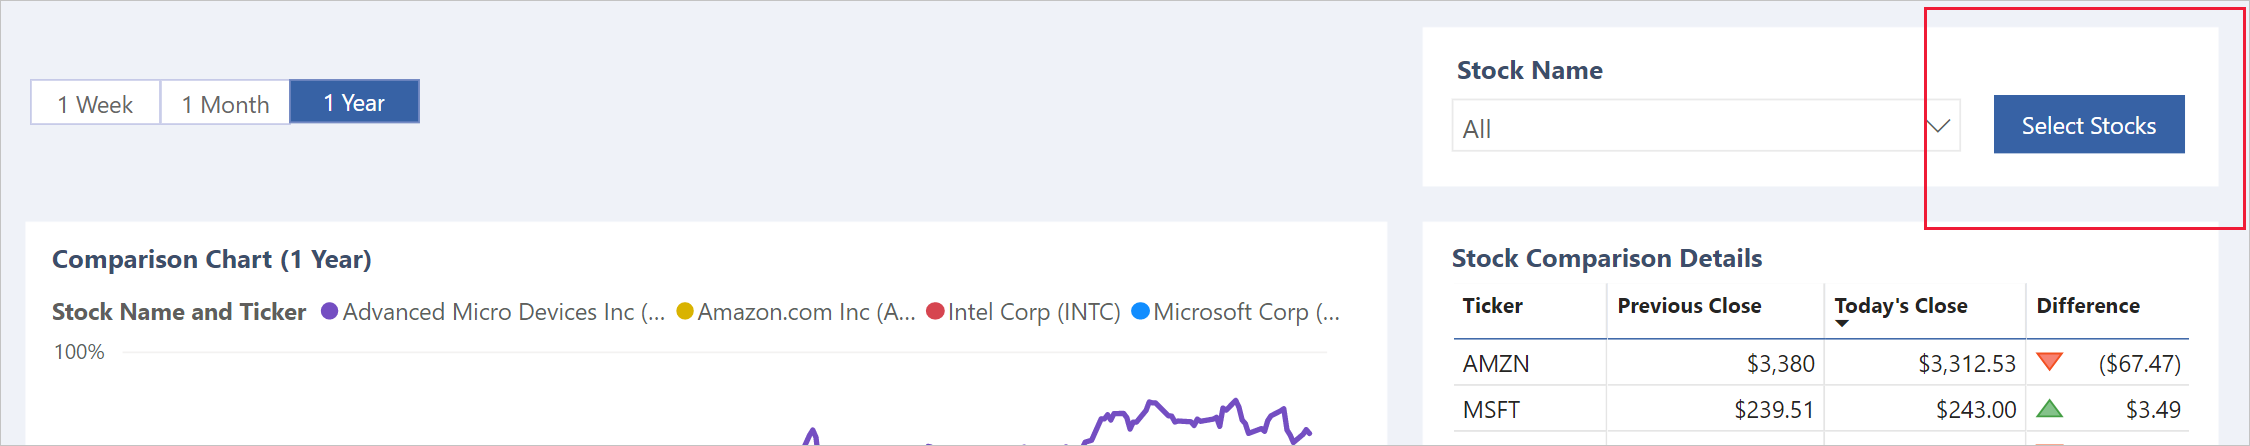 1 Week 1 Month 1 Year
Stock Name
All
Select Stocks
Comparison Chart (1 Year)
Stock Name and Ticker Advanced Micro Devices Inc (... Amazon.com Inc (A... Intel Corp (INTC) Microsoft Corp (...
100%
Stock Comparison Details
Ticker Previous Close Today's Close Difference
AMZN $3,380 $3,312.53 ($67.47)
MSFT $239.51 $243.00 $3.49